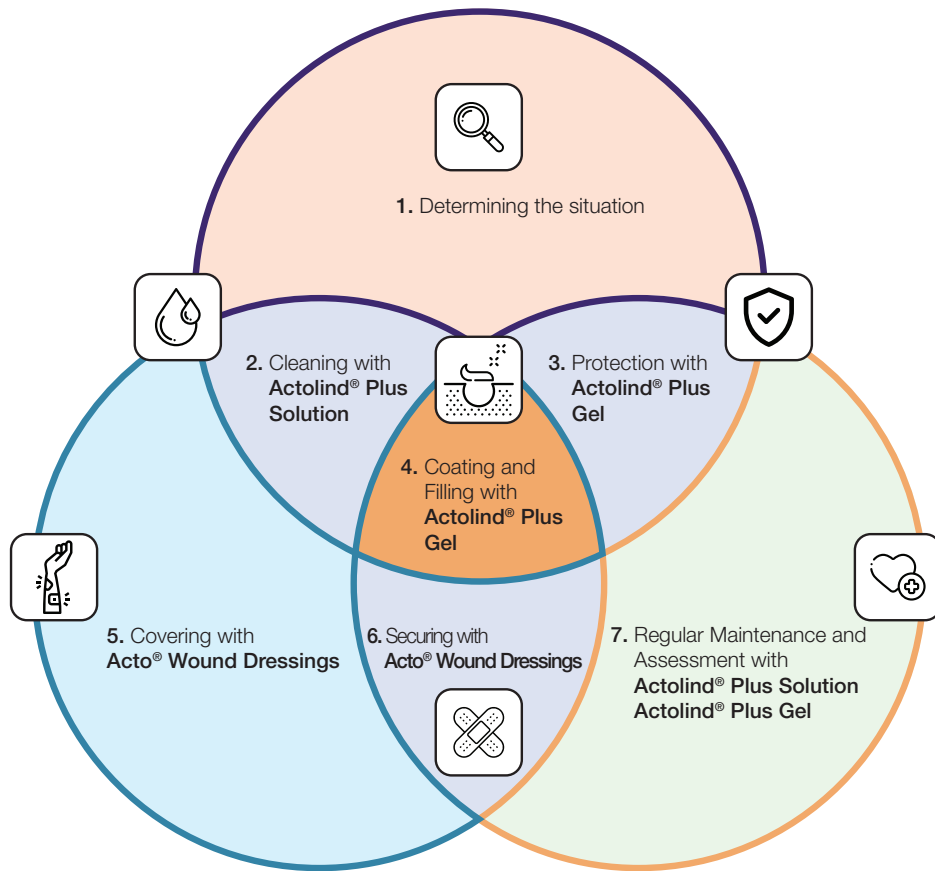 1. Determining the situation
2. Cleaning with
Actolind® Plus
Solution
3. Protection with
Actolind® Plus
Gel
4. Coating and
Filling with
Actolind® Plus
Gel
5. Covering with
Acto® Wound Dressings
6. Securing with
Acto® Wound Dressings
7. Regular Maintenance and
Assessment with
Actolind® Plus Solution
Actolind® Plus Gel